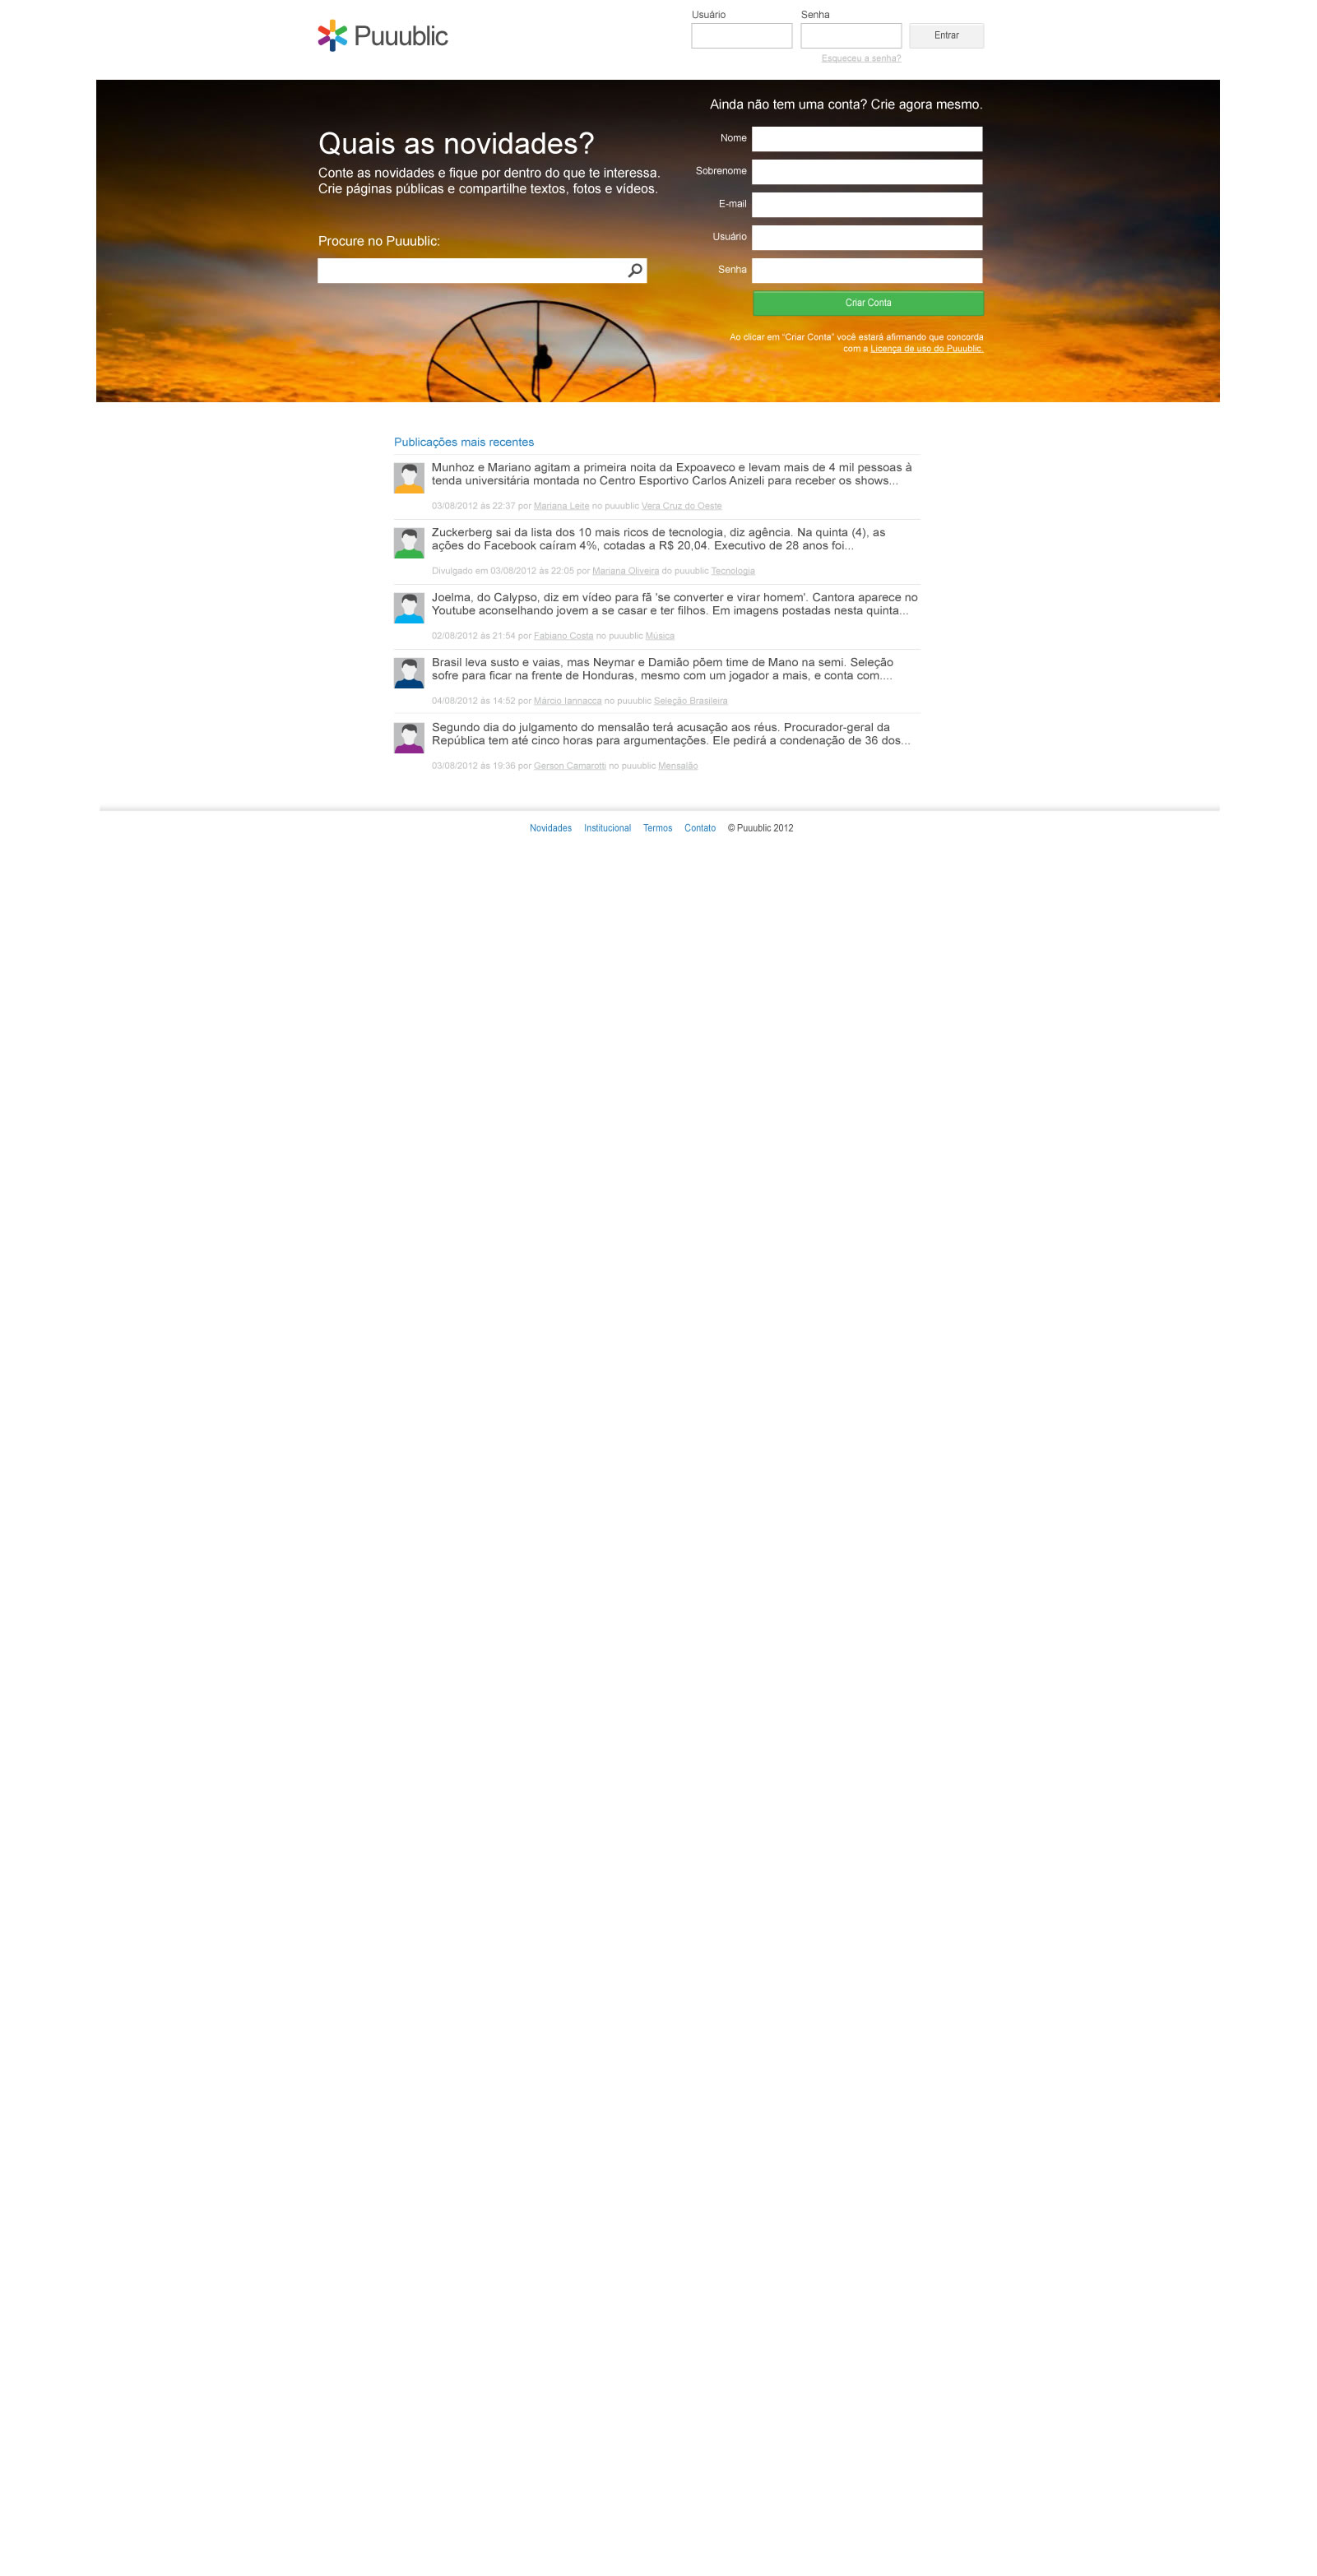 Puuublic
Usuário
Senha
Entrar
Esqueceu a senha?
Quais as novidades?
Conte as novidades e fique por dentro do que te interessa.
Crie páginas públicas e compartilhe textos, fotos e vídeos.
Procure no Puuublic:
Ainda não tem uma conta? Crie agora mesmo.
Nome
Sobrenome
E-mail
Usuário
Senha
Criar Conta
Ao clicar em “Criar Conta” você estará afirmando que concorda
com a Licença de uso do Puuublic.
Publicações mais recentes
Munhoz e Mariano agitam a primeira noita da Expoaveco e levam mais de 4 mil pessoas à
tenda universitária montada no Centro Esportivo Carlos Anizeli para receber os shows...
03/08/2012 às 22:37 por Mariana Leite no puuublic Vera Cruz do Oeste
Zuckerberg sai da lista dos 10 mais ricos de tecnologia, diz agência. Na quinta (4), as
ações do Facebook caíram 4%, cotadas a R$ 20,04. Executivo de 28 anos foi...
Divulgado em 03/08/2012 às 22:05 por Mariana Oliveira do puuublic Tecnologia
Joelma, do Calypso, diz em vídeo para fã 'se converter e virar homem'. Cantora aparece no
Youtube aconselhando jovem a se casar e ter filhos. Em imagens postadas nesta quinta...
02/08/2012 às 21:54 por Fabiano Costa no puuublic Música
Brasil leva susto e vaias, mas Neymar e Damião põem time de Mano na semi. Seleção
sofre para ficar na frente de Honduras, mesmo com um jogador a mais, e conta com....
04/08/2012 às 14:52 por Márcio Iannacca no puuublic Seleção Brasileira
Segundo dia do julgamento do mensalão terá acusação aos réus. Procurador-geral da
República tem até cinco horas para argumentações. Ele pedirá a condenação de 36 dos...
03/08/2012 às 19:36 por Gerson Camarotti no puuublic Mensalão
Novidades Institucional Termos Contato © Puuublic 2012